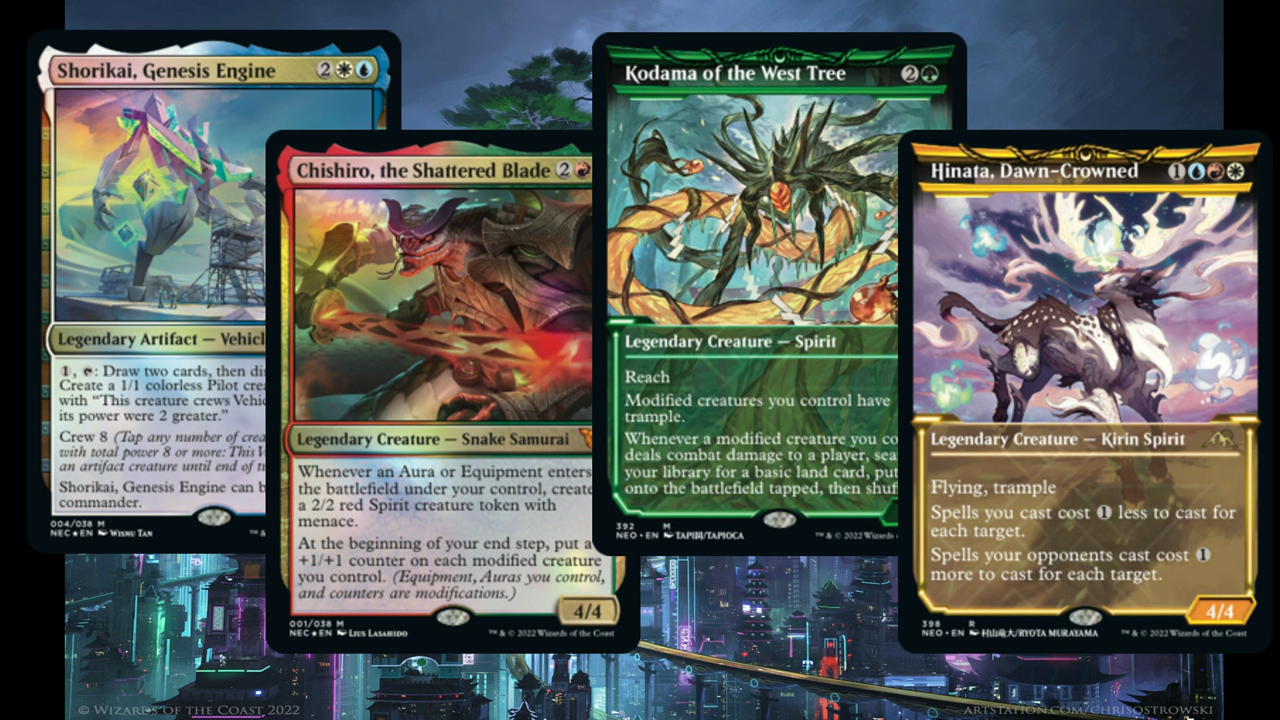 Shorikai, Genesis Engine 2
Legendary Artifact — Vehicl
1, : Draw two cards, then dis
Create a 1/1 colorless Pilot crea
with “This creature crews Vehic
its power were 2 greater.”
Crew 8 (Tap any number of crea
with total power 8 or more: This V
an artifact creature until end of tu
Shorikai, Genesis Engine can b
commander.
004/038 M
NEC★EN WISNU TAN ™ &
Chishiro, the Shattered Blade 2
Legendary Creature — Snake Samurai
Whenever an Aura or Equipment enters
the battlefield under your control, create
a 2/2 red Spirit creature token with
menace.
At the beginning of your end step, put a
+1/+1 counter on each modified creature
you control. (Equipment, Auras you control,
and counters are modifications.)
4/4
001/038 M
NEC★EN LIUS LASAHIDO ™ & © 2022 Wizards of the Coast
Kodama of the West Tree 2
Legendary Creature — Spirit
Reach
Modified creatures you control have
trample.
Whenever a modified creature you co
deals combat damage to a player, sea
your library for a basic land card, put
onto the battlefield tapped, then shuf
392 M
NEO • EN TAPIOCA ™ & © 2022 Wizards
Hinata, Dawn-Crowned 1
Legendary Creature — Kirin Spirit
Flying, trample
Spells you cast cost 1 less to cast for
each target.
Spells your opponents cast cost 1
more to cast for each target.
4/4
398 R
NEO • EN 村山竜大/RYOTA MURAYAMA ™ & © 2022 Wizards of the Coast
© WIZARDS OF THE COAST 2022
ARTSTATION.COM/CHRISOSTROWSKI